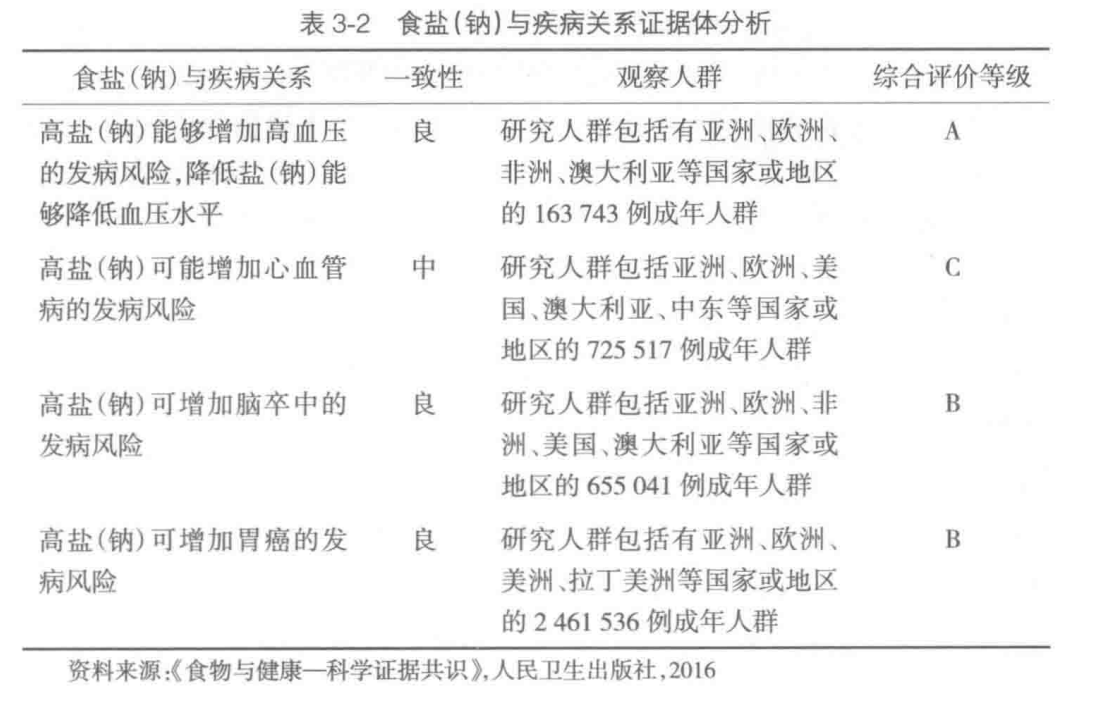 表 3-2 食盐(钠)与疾病关系证据体分析
食盐(钠)与疾病关系 一致性 观察人群 综合评价等级
高盐(钠)能够增加高血压 良 研究人群包括有亚洲、欧洲、 A
的发病风险,降低盐(钠)能 非洲、澳大利亚等国家或地区
够降低血压水平 的 163 743 例成年人群
高盐(钠)可能增加心血管 中 研究人群包括亚洲、欧洲、美 C
病的发病风险 国、澳大利亚、中东等国家或
地区的 725 517 例成年人群
高盐(钠)可增加脑卒中的 良 研究人群包括亚洲、欧洲、非 B
发病风险 洲、美国、澳大利亚等国家或
地区的 655 041 例成年人群
高盐(钠)可增加胃癌的发 良 研究人群包括有亚洲、欧洲、 B
病风险 美洲、拉丁美洲等国家或地区
的 2 461 536 例成年人群
资料来源:《食物与健康—科学证据共识》,人民卫生出版社,2016